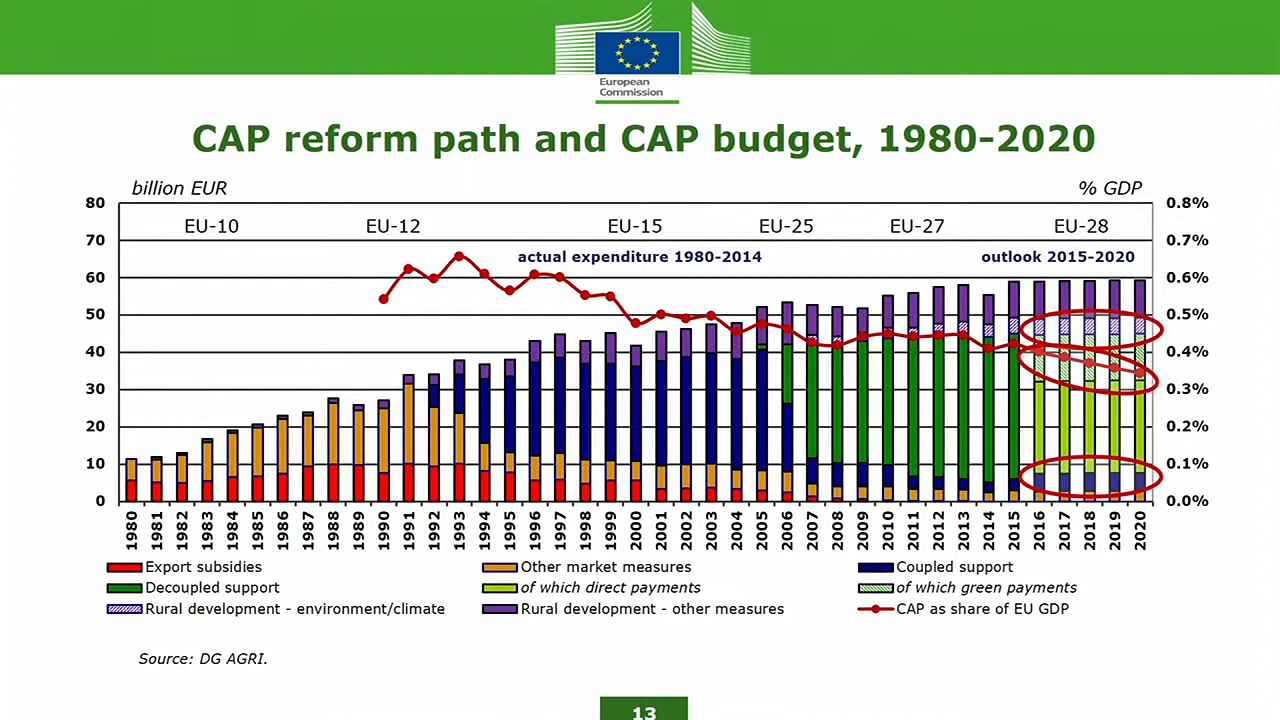 European
Commission
CAP reform path and CAP budget, 1980-2020
billion EUR
% GDP
80
70
60
50
40
30
20
10
0
0.8%
0.7%
0.6%
0.5%
0.4%
0.3%
0.2%
0.1%
0.0%
EU-10 EU-12 EU-15 EU-25 EU-27 EU-28
actual expenditure 1980-2014
outlook 2015-2020
1980 1981 1982 1983 1984 1985 1986 1987 1988 1989 1990 1991 1992 1993 1994 1995 1996 1997 1998 1999 2000 2001 2002 2003 2004 2005 2006 2007 2008 2009 2010 2011 2012 2013 2014 2015 2016 2017 2018 2019 2020
Export subsidies Other market measures Coupled support
Decoupled support of which direct payments of which green payments
Rural development - environment/climate Rural development - other measures CAP as share of EU GDP
Source: DG AGRI.
13